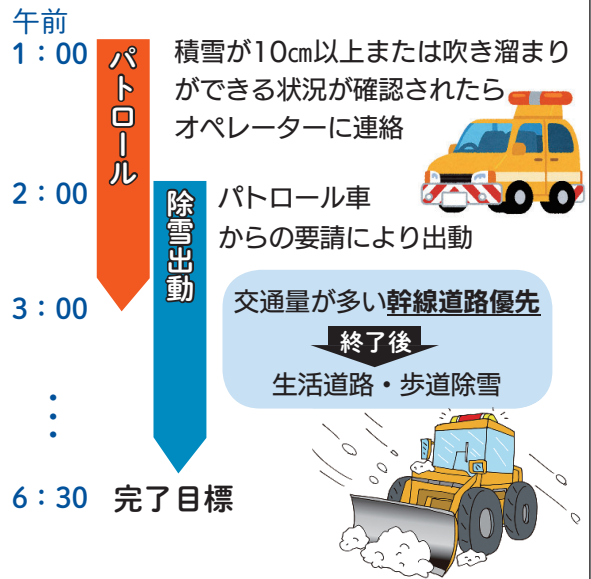 午前
1：00
パトロール
積雪が10㎝以上または吹き溜まり
ができる状況が確認されたら
オペレーターに連絡
2：00
除雪出動
パトロール車
からの要請により出動
3：00
交通量が多い幹線道路優先
終了後
生活道路・歩道除雪
⋮
6：30 完了目標